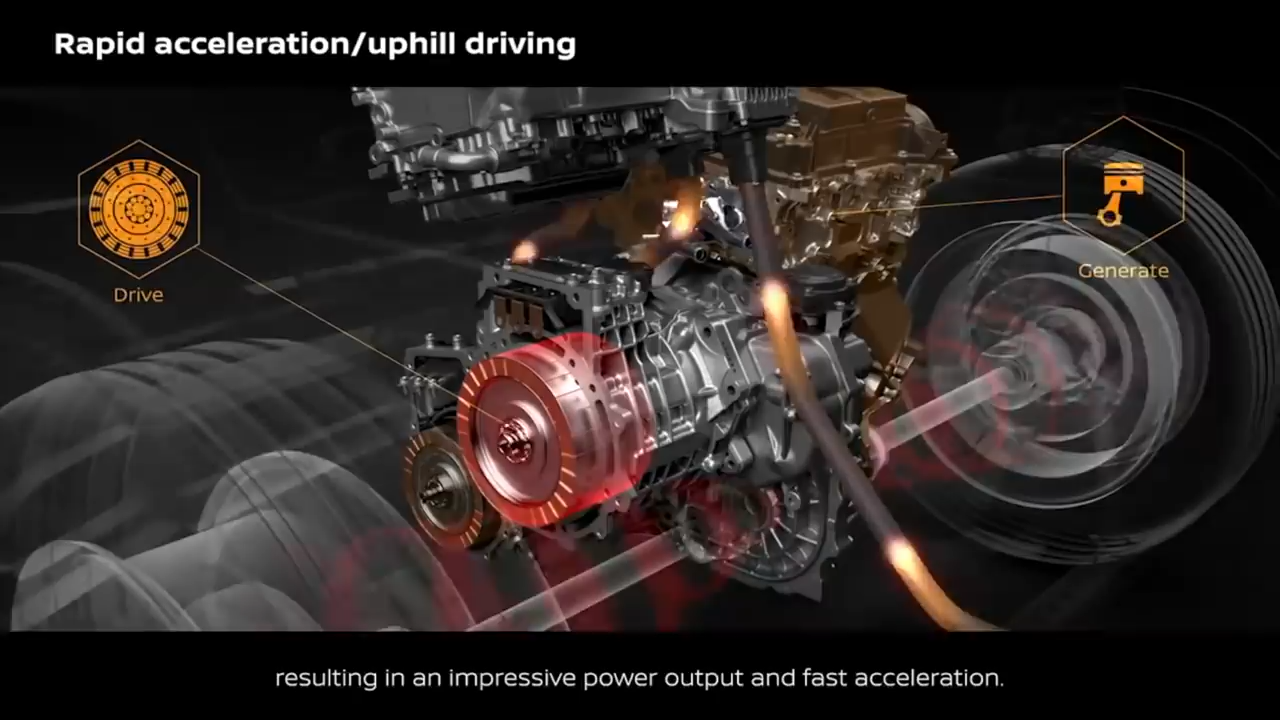 Rapid acceleration/uphill driving
Drive
Generate
resulting in an impressive power output and fast acceleration.